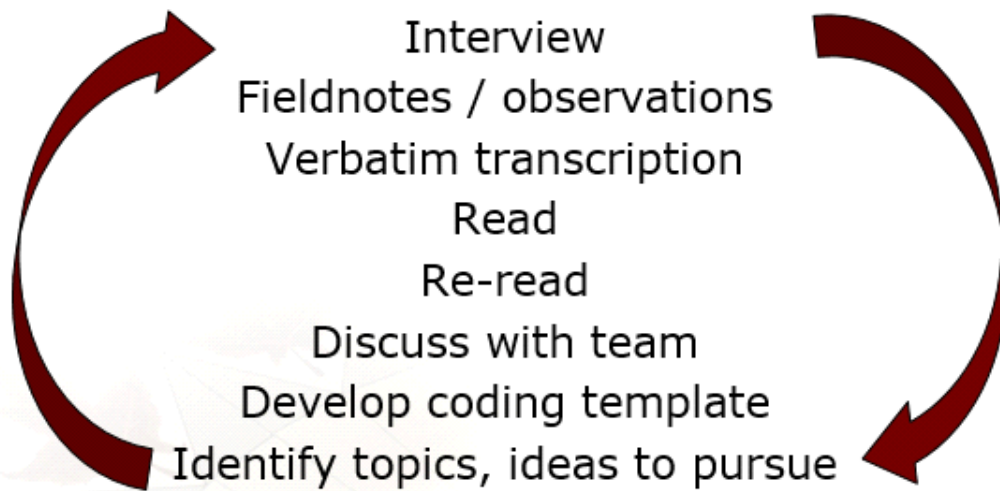 Interview
Fieldnotes / observations
Verbatim transcription
Read
Re-read
Discuss with team
Develop coding template
Identify topics, ideas to pursue